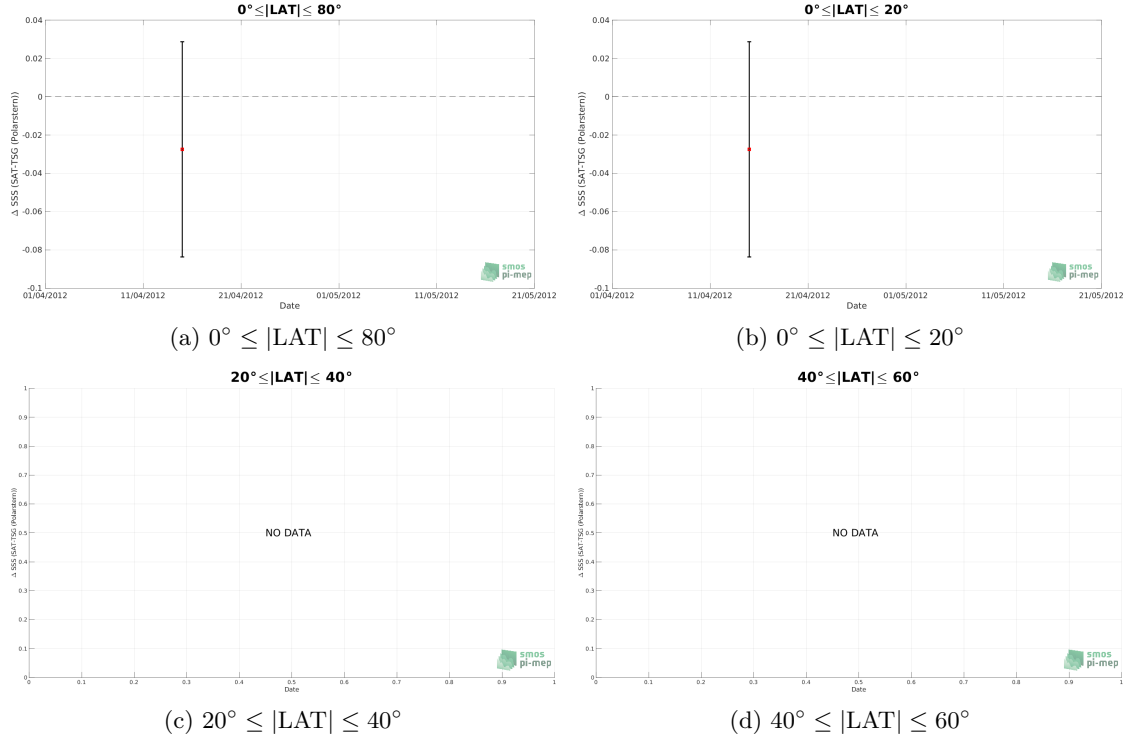 0°≤|LAT|≤ 80°
0.04
0.02
0
-0.02
-0.04
-0.06
-0.08
-0.1
Δ SSS (SAT-TSG (Polarstern))
01/04/2012 11/04/2012 21/04/2012 01/05/2012 11/05/2012 21/05/2012
Date
smos
pi-mep
(a) 0° ≤ |LAT| ≤ 80°
0°≤|LAT|≤ 20°
0.04
0.02
0
-0.02
-0.04
-0.06
-0.08
-0.1
Δ SSS (SAT-TSG (Polarstern))
01/04/2012 11/04/2012 21/04/2012 01/05/2012 11/05/2012 21/05/2012
Date
smos
pi-mep
(b) 0° ≤ |LAT| ≤ 20°
20°≤|LAT|≤ 40°
1
0.9
0.8
0.7
0.6
0.5
0.4
0.3
0.2
0.1
0
Δ SSS (SAT-TSG (Polarstern))
NO DATA
0 0.1 0.2 0.3 0.4 0.5 0.6 0.7 0.8 0.9 1
Date
smos
pi-mep
(c) 20° ≤ |LAT| ≤ 40°
40°≤|LAT|≤ 60°
1
0.9
0.8
0.7
0.6
0.5
0.4
0.3
0.2
0.1
0
Δ SSS (SAT-TSG (Polarstern))
NO DATA
0 0.1 0.2 0.3 0.4 0.5 0.6 0.7 0.8 0.9 1
Date
smos
pi-mep
(d) 40° ≤ |LAT| ≤ 60°